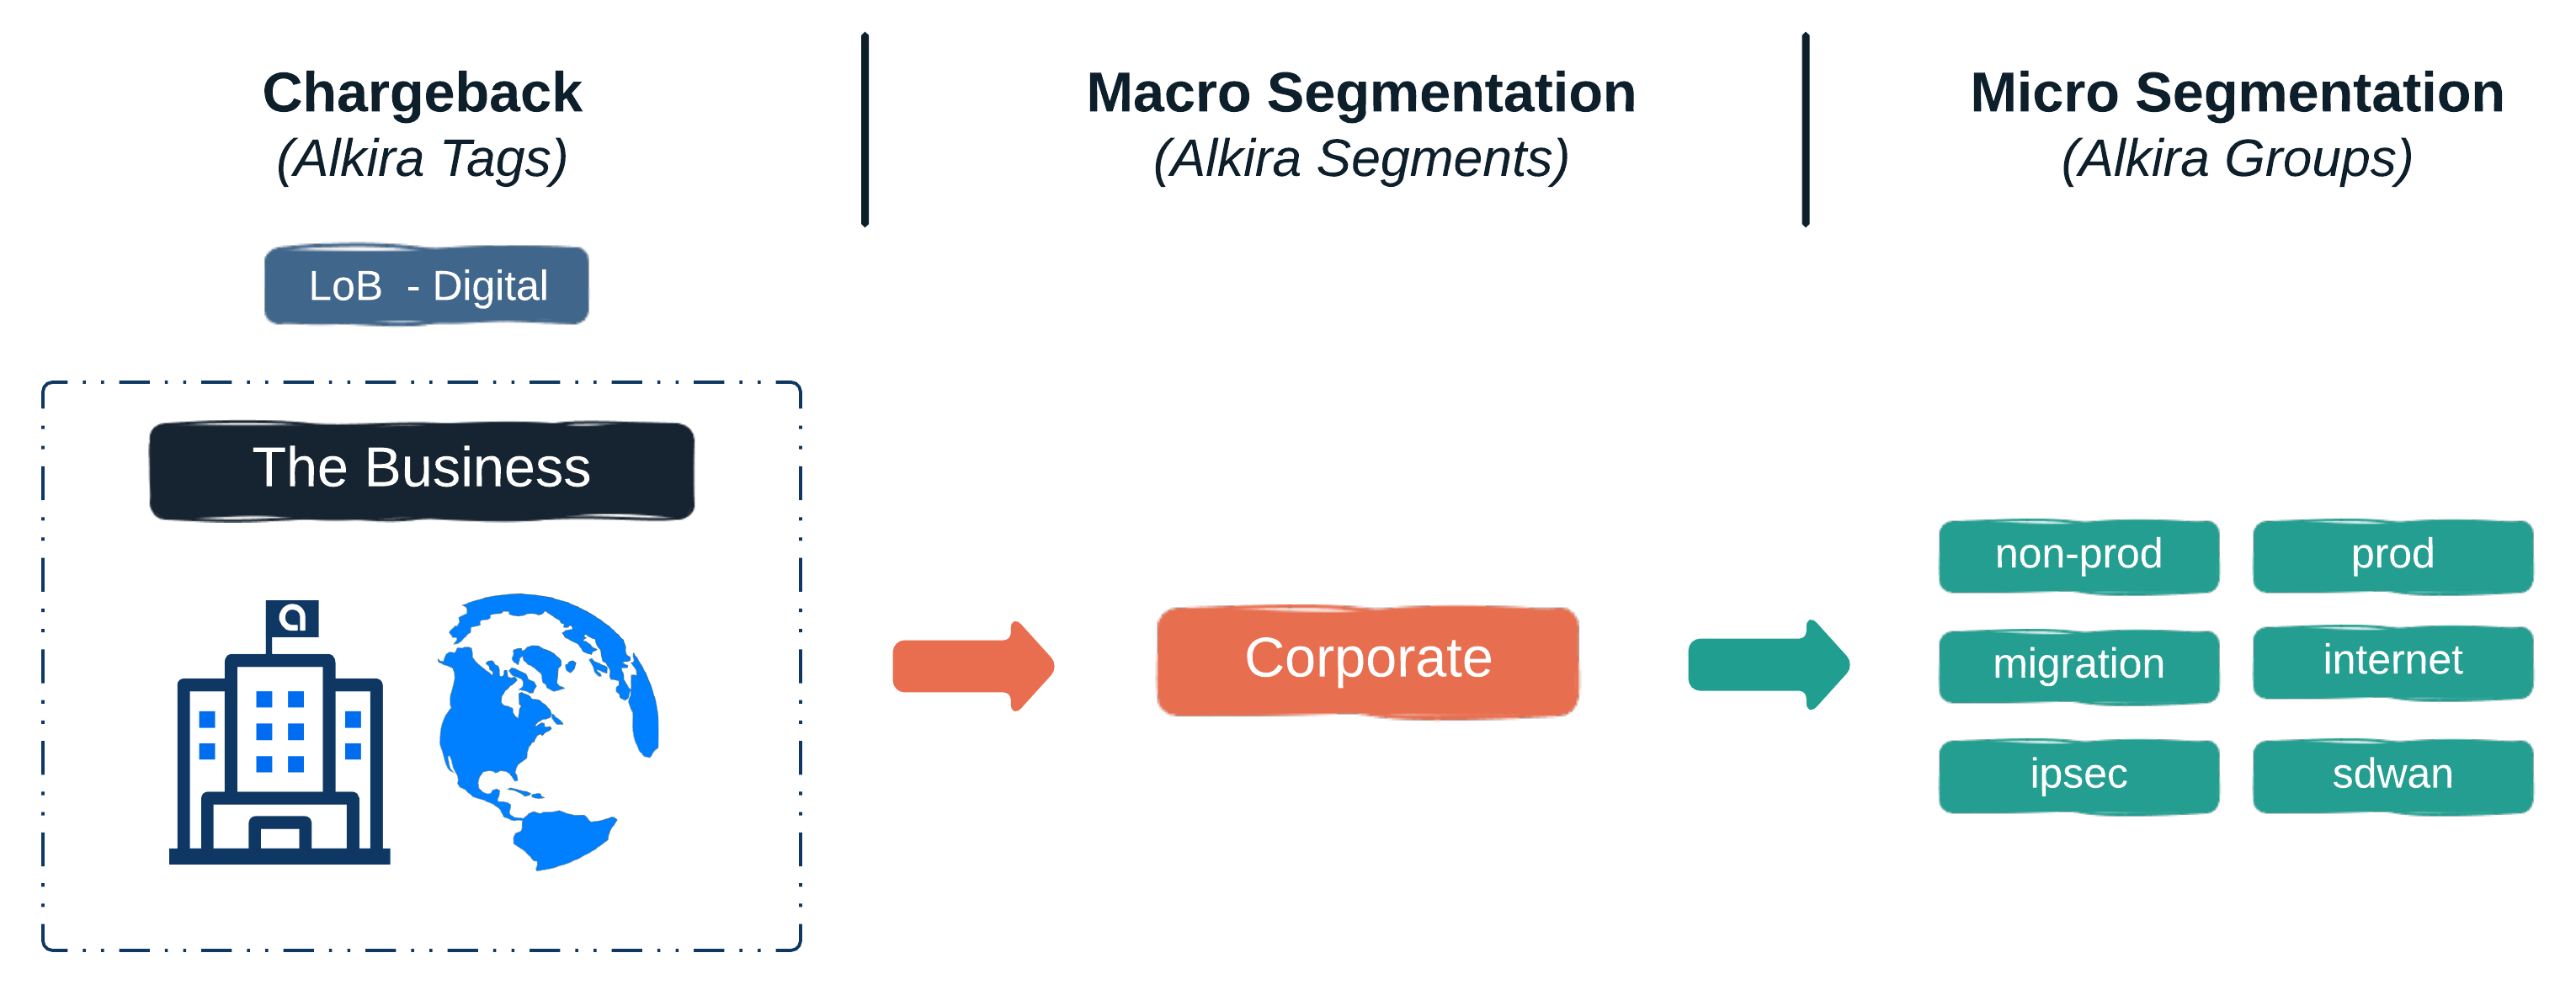 Chargeback
(Alkira Tags)
Macro Segmentation
(Alkira Segments)
Micro Segmentation
(Alkira Groups)
LoB  - Digital
The Business
Corporate
non-prod
prod
migration
internet
ipsec
sdwan